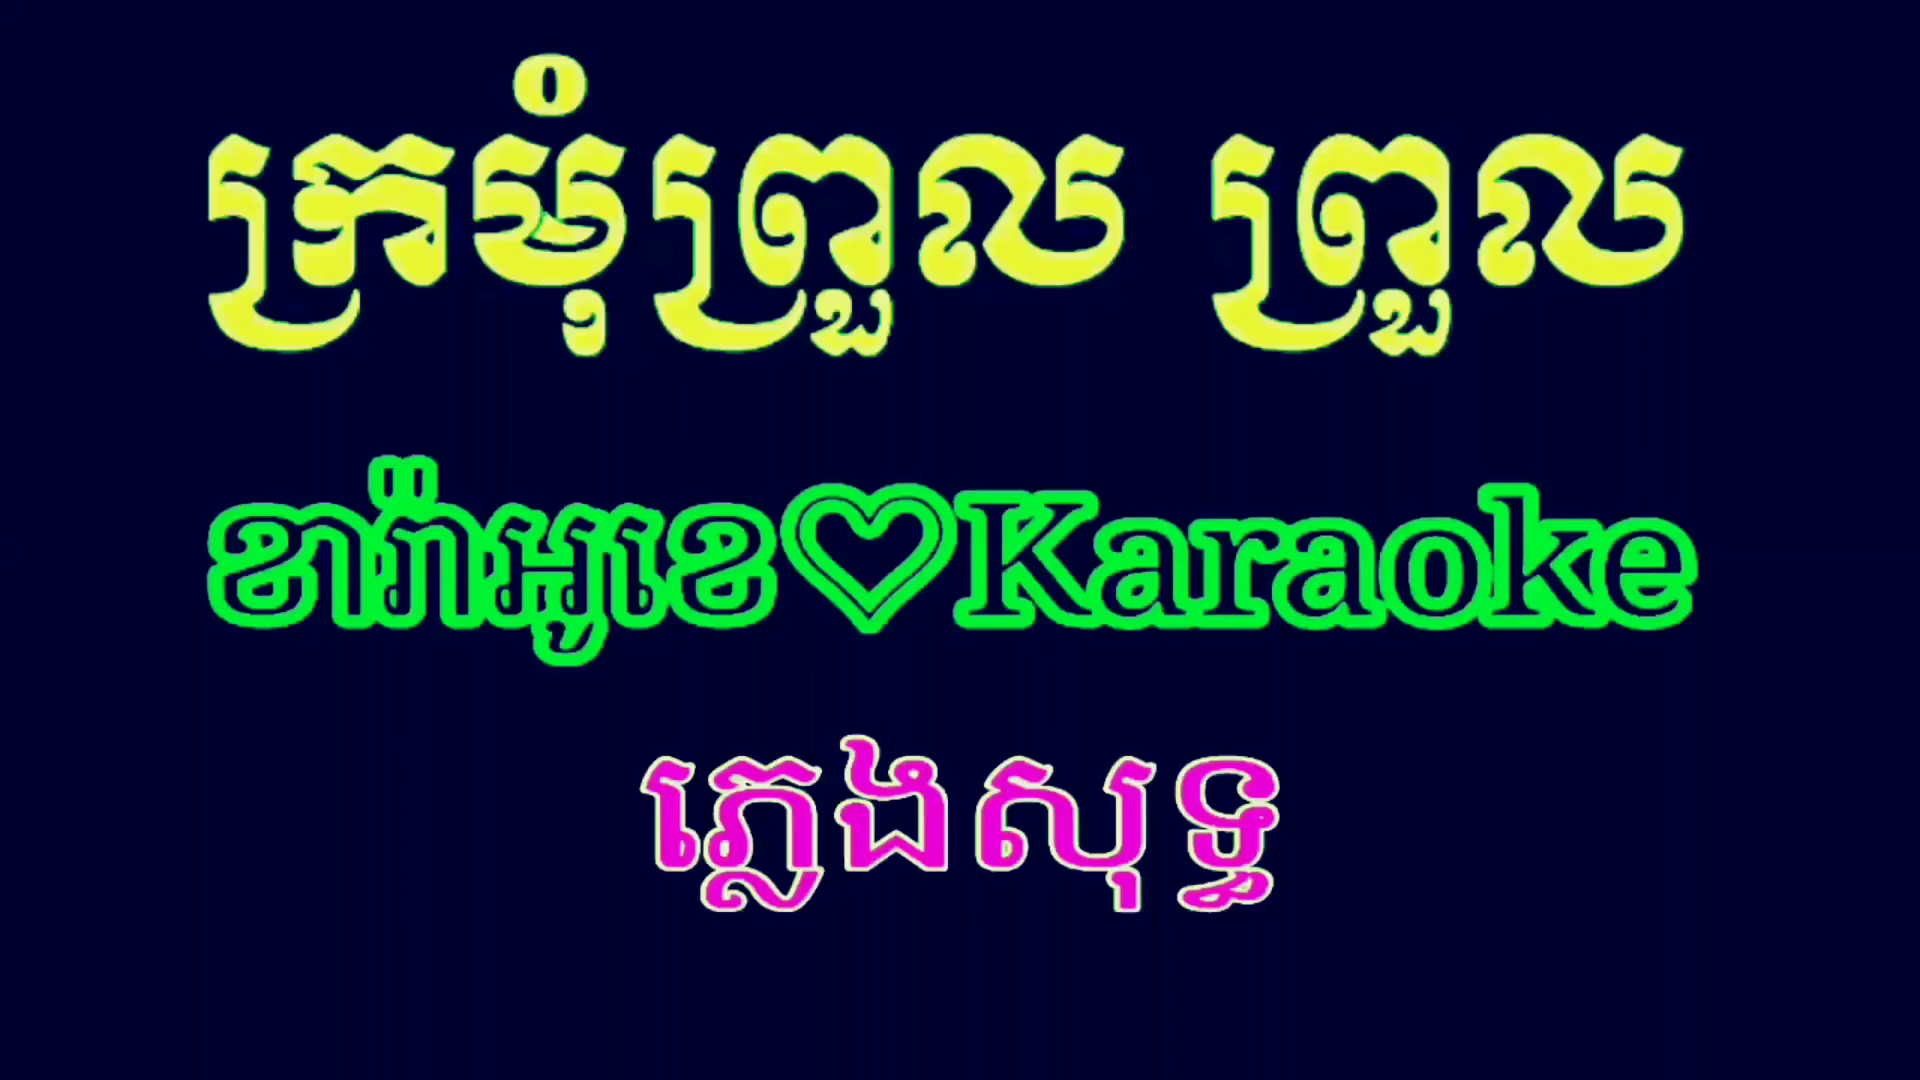 ក្រមុំព្រួល ព្រួល
ខារ៉ាអូខេ♡Karaoke
ភ្លេងសុទ្ធ